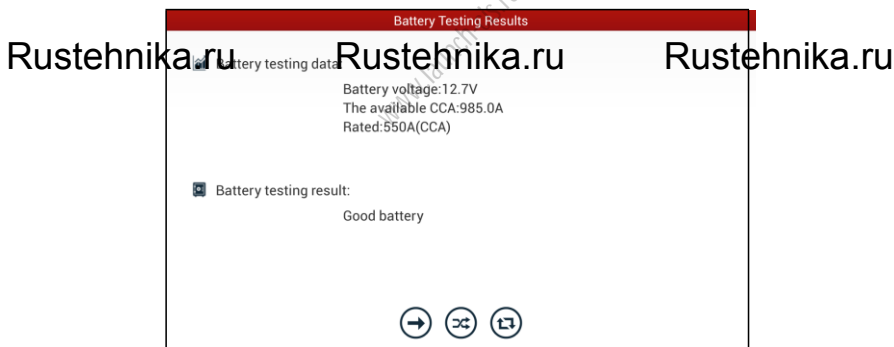 Battery Testing Results
Rustehnika.ru Rustehnika.ru Rustehnika.ru
Battery testing data:
Battery voltage:12.7V
The available CCA:985.0A
Rated:550A(CCA)
Battery testing result:
Good battery